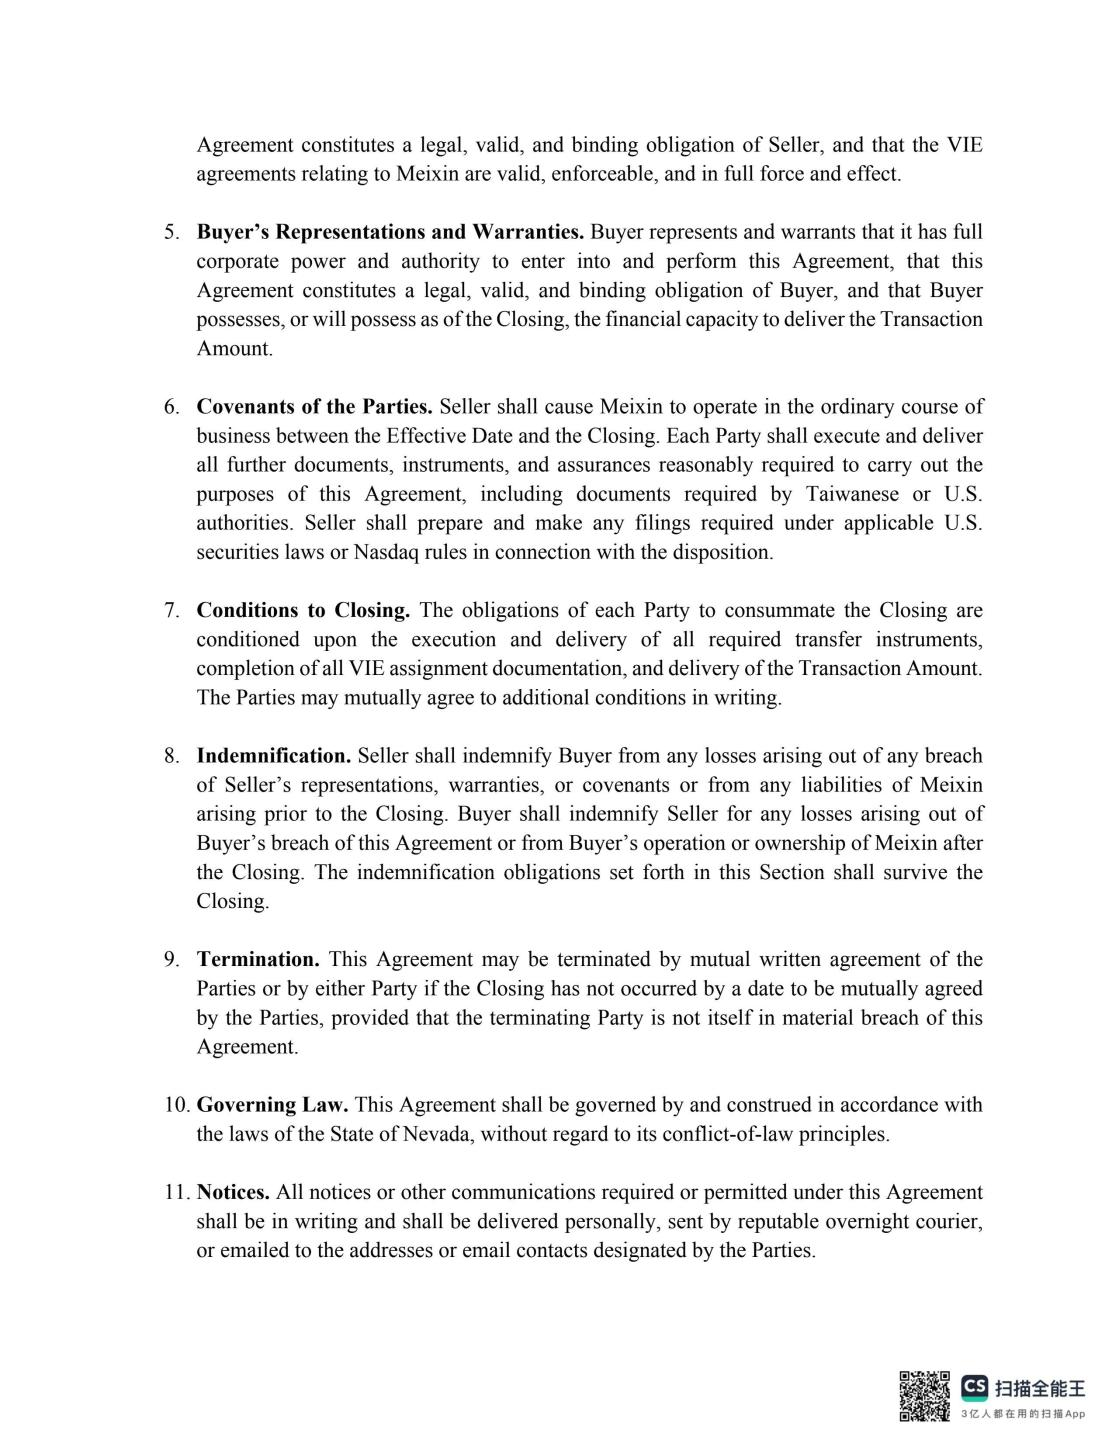 Agreement constitutes a legal, valid, and binding obligation of Seller, and that the VIE
agreements relating to Meixin are valid, enforceable, and in full force and effect.
5. Buyer’s Representations and Warranties. Buyer represents and warrants that it has full
corporate power and authority to enter into and perform this Agreement, that this
Agreement constitutes a legal, valid, and binding obligation of Buyer, and that Buyer
possesses, or will possess as of the Closing, the financial capacity to deliver the Transaction
Amount.
6. Covenants of the Parties. Seller shall cause Meixin to operate in the ordinary course of
business between the Effective Date and the Closing. Each Party shall execute and deliver
all further documents, instruments, and assurances reasonably required to carry out the
purposes of this Agreement, including documents required by Taiwanese or U.S.
authorities. Seller shall prepare and make any filings required under applicable U.S.
securities laws or Nasdaq rules in connection with the disposition.
7. Conditions to Closing. The obligations of each Party to consummate the Closing are
conditioned upon the execution and delivery of all required transfer instruments,
completion of all VIE assignment documentation, and delivery of the Transaction Amount.
The Parties may mutually agree to additional conditions in writing.
8. Indemnification. Seller shall indemnify Buyer from any losses arising out of any breach
of Seller’s representations, warranties, or covenants or from any liabilities of Meixin
arising prior to the Closing. Buyer shall indemnify Seller for any losses arising out of
Buyer’s breach of this Agreement or from Buyer’s operation or ownership of Meixin after
the Closing. The indemnification obligations set forth in this Section shall survive the
Closing.
9. Termination. This Agreement may be terminated by mutual written agreement of the
Parties or by either Party if the Closing has not occurred by a date to be mutually agreed
by the Parties, provided that the terminating Party is not itself in material breach of this
Agreement.
10. Governing Law. This Agreement shall be governed by and construed in accordance with
the laws of the State of Nevada, without regard to its conflict-of-law principles.
11. Notices. All notices or other communications required or permitted under this Agreement
shall be in writing and shall be delivered personally, sent by reputable overnight courier,
or emailed to the addresses or email contacts designated by the Parties.
CS 扫描全能王
3亿人都在用的扫描App